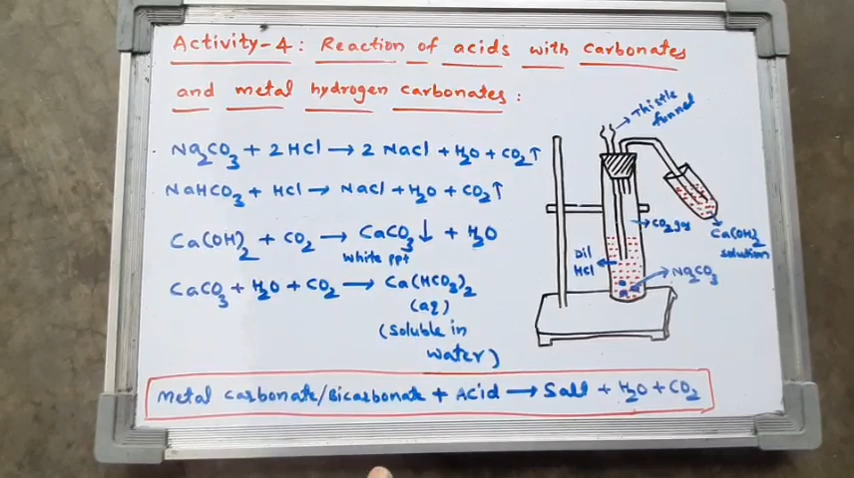 Activity-4: Reaction of acids with carbonates
and metal hydrogen carbonates:
Na₂CO₃ + 2HCl → 2 NaCl + H₂O + CO₂↑
NaHCO₃ + HCl → NaCl + H₂O + CO₂↑
Ca(OH)₂ + CO₂ → CaCO₃↓ + H₂O
White ppt
CaCO₃ + H₂O + CO₂ → Ca(HCO₃)₂
(aq)
(Soluble in
water)
Thistle
funnel
CO₂ gas
Ca(OH)₂
solution
Dil
HCl
Na₂CO₃
Metal carbonate/Bicarbonate + Acid → Salt + H₂O + CO₂